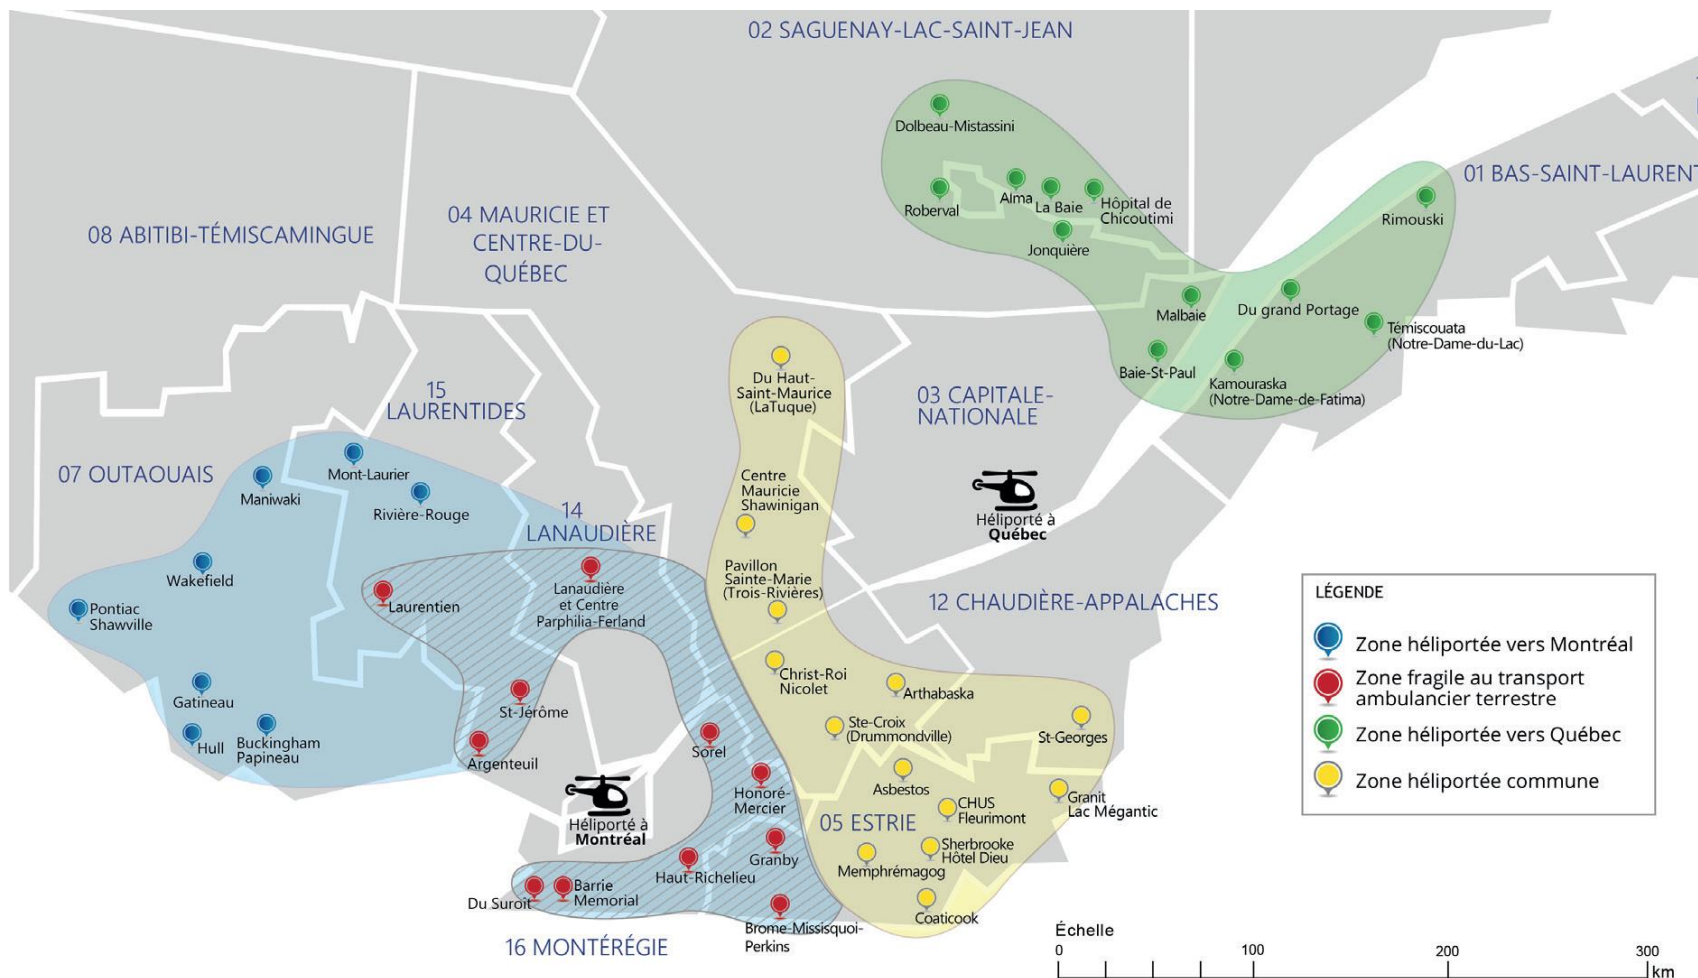 02 SAGUENAY-LAC-SAINT-JEAN
Dolbeau-Mistassini
Roberval
Alma
La Baie
Hôpital de
Chicoutimi
Jonquière
01 BAS-SAINT-LAURENT
Rimouski
Malbaie
Du grand Portage
Témiscouata
(Notre-Dame-du-Lac)
Baie-St-Paul
Kamouraska
(Notre-Dame-de-Fatima)
08 ABITIBI-TÉMISCAMINGUE
04 MAURICIE ET
CENTRE-DU-
QUÉBEC
15
LAURENTIDES
Du Haut-
Saint-Maurice
(LaTuque)
03 CAPITALE-
NATIONALE
07 OUTAOUAIS
Maniwaki
Mont-Laurier
Rivière-Rouge
14
LANAUDIÈRE
Centre
Mauricie
Shawinigan
Héliporté à
Québec
Wakefield
Pontiac
Shawville
Laurentien
Lanaudière
et Centre
Parphilia-Ferland
Pavillon
Sainte-Marie
(Trois-Rivières)
12 CHAUDIÈRE-APPALACHES
Gatineau
Hull
Buckingham
Papineau
St-Jérôme
Argenteuil
Christ-Roi
Nicolet
Arthabaska
Ste-Croix
(Drummondville)
St-Georges
Sorel
Honoré-
Mercier
Héliporté à
Montréal
Asbestos
CHUS
Fleurimont
Granit
Lac Mégantic
05 ESTRIE
Sherbrooke
Hôtel Dieu
Memphrémagog
Coaticook
Granby
Haut-Richelieu
Du Suroît
Barrie
Memorial
Brome-Missisquoi-
Perkins
16 MONTÉRÉGIE
LÉGENDE
Zone héliportée vers Montréal
Zone fragile au transport
ambulancier terrestre
Zone héliportée vers Québec
Zone héliportée commune
Échelle
0 100 200 300
km